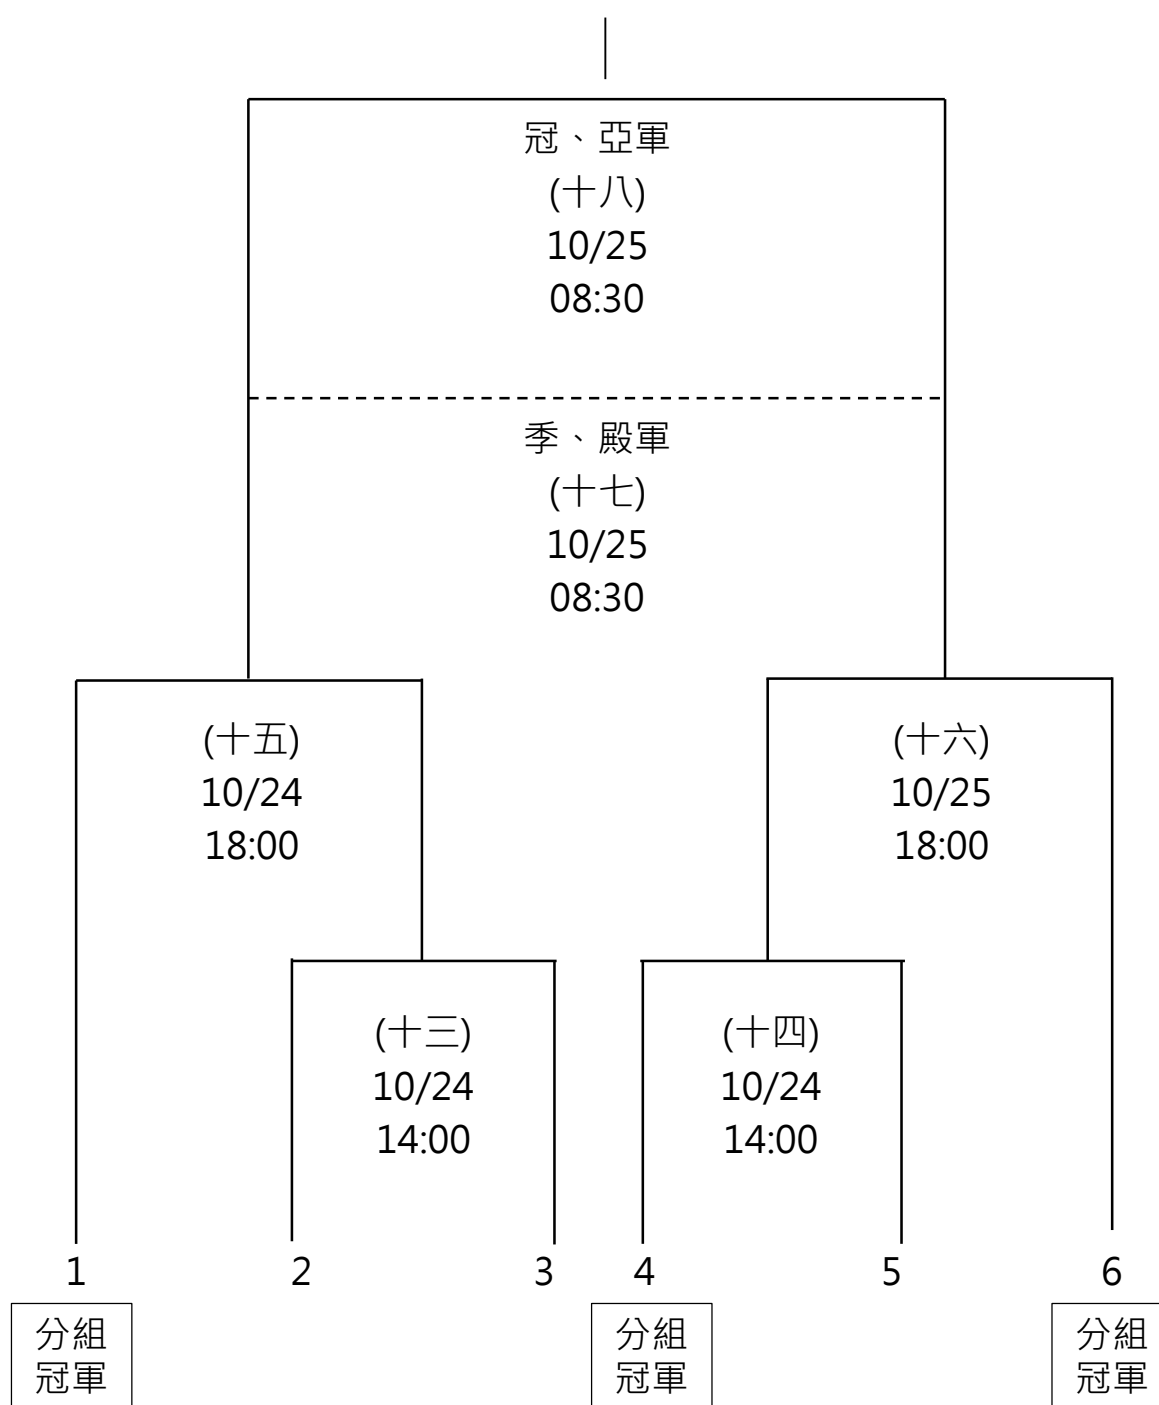 冠、亞軍
(十八)
10/25
08:30
季、殿軍
(十七)
10/25
08:30
(十五)
10/24
18:00
(十六)
10/25
18:00
(十三)
10/24
14:00
(十四)
10/24
14:00
1 2 3 4 5 6
分組 分組 分組
冠軍 冠軍 冠軍